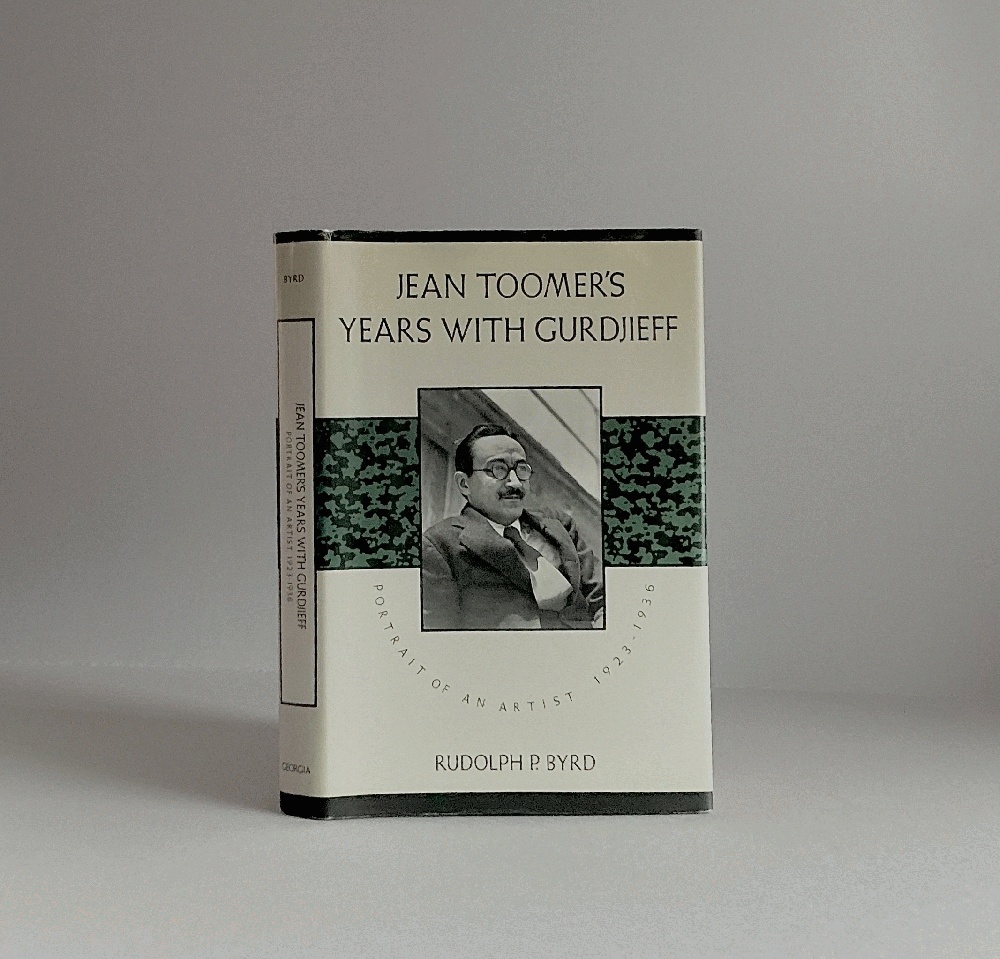 BYRD
JEAN TOOMER'S YEARS WITH GURDJIEFF
PORTRAIT OF AN ARTIST 1923-1936
GEORGIA
JEAN TOOMER'S
YEARS WITH GURDJIEFF
PORTRAIT OF AN ARTIST 1923-1936
RUDOLPH P. BYRD